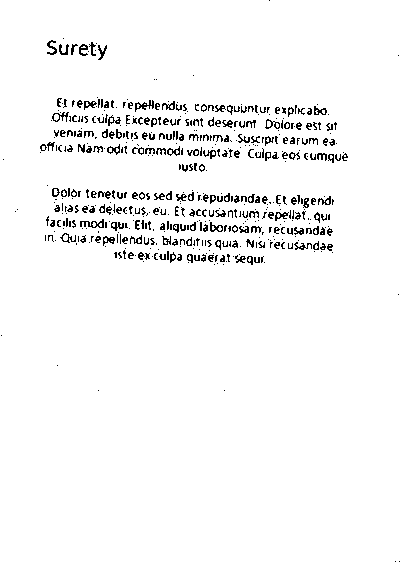 Surety
Et repellat. repellendus, consequuntur explicabo.
Officiis culpa Excepteur sint deserunt. Dolore est sit
veniam, debitis eu nulla minima. Suscipit earum ea
officia Nam odit commodi voluptate. Culpa eos cumque
iusto.
Dolor tenetur eos sed sed repudiandae. Et eligendi
alias ea delectus, eu. Et accusantium repellat, qui
facilis modi qui. Elit, aliquid laboriosam, recusandae
in. Quia repellendus, blanditiis quia. Nisi recusandae
iste ex culpa quaerat sequi.